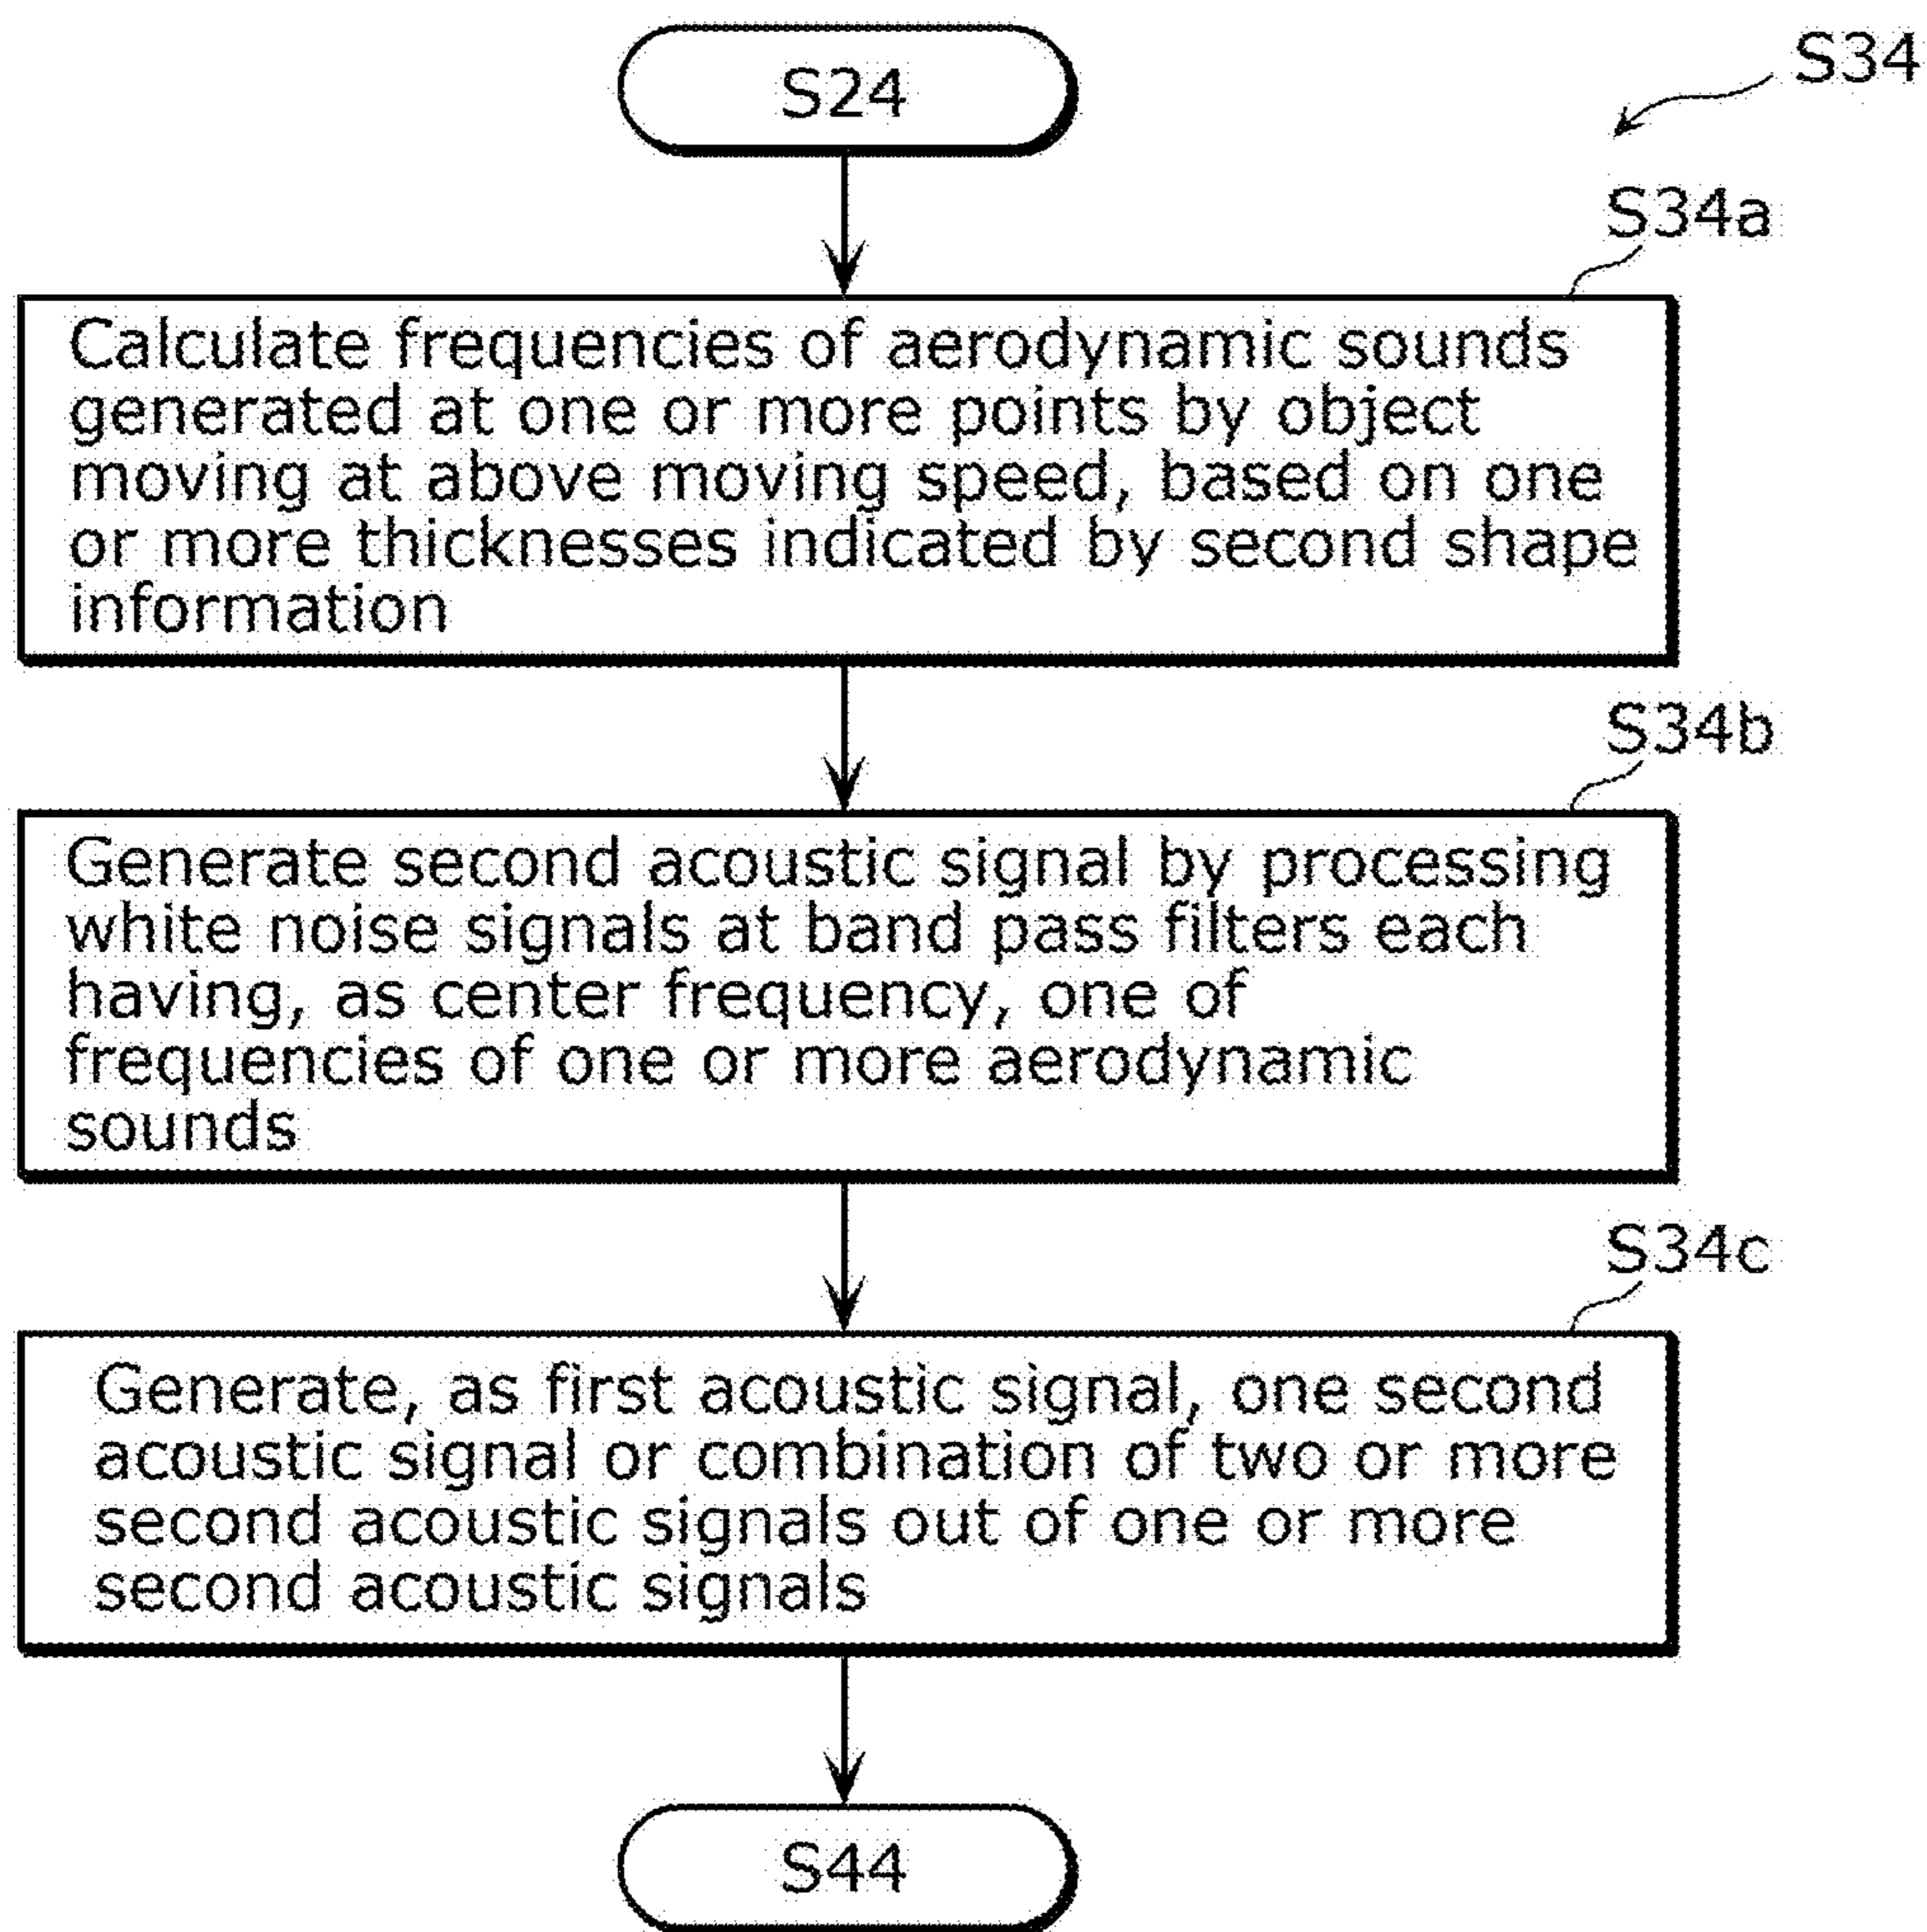 S24
S34
S34a
Calculate frequencies of aerodynamic sounds
generated at one or more points by object
moving at above moving speed, based on one
or more thicknesses indicated by second shape
information
S34b
Generate second acoustic signal by processing
white noise signals at band pass filters each
having, as center frequency, one of
frequencies of one or more aerodynamic
sounds
S34c
Generate, as first acoustic signal, one second
acoustic signal or combination of two or more
second acoustic signals out of one or more
second acoustic signals
S44